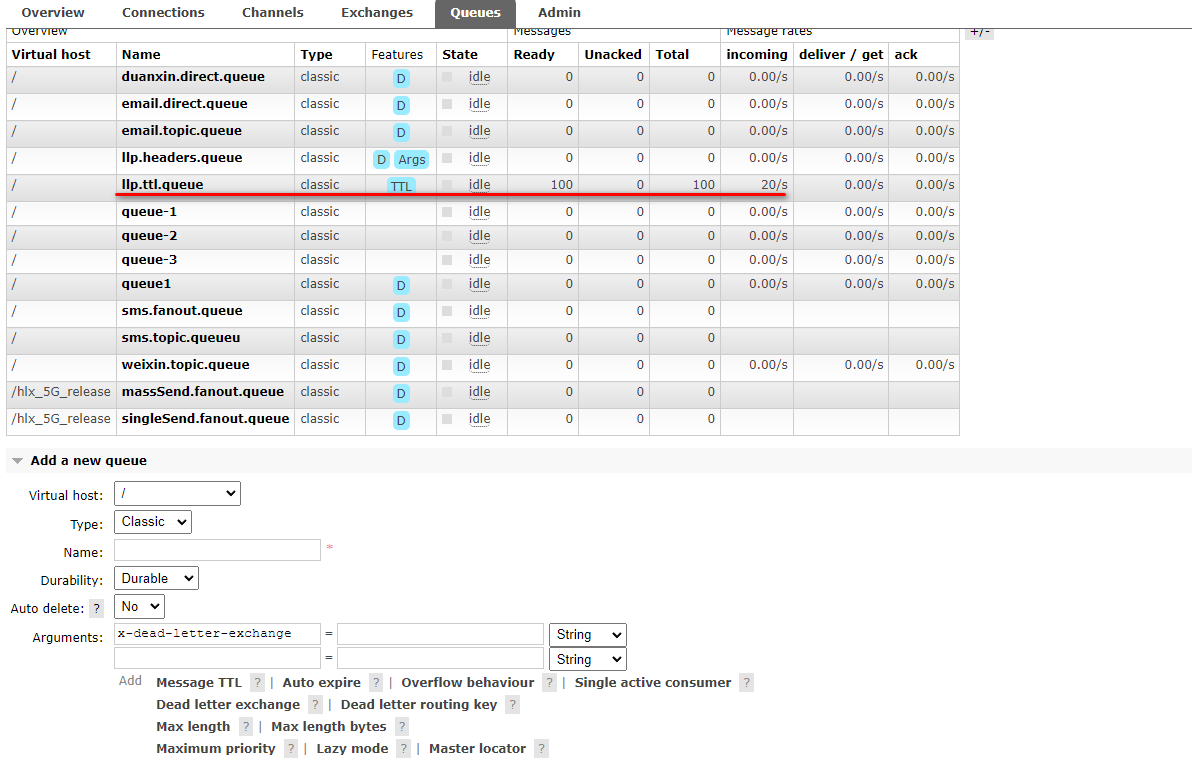 Overview Connections Channels Exchanges Queues Admin
Overview Messages Message rates +/-
Virtual host Name Type Features State Ready Unacked Total incoming deliver / get ack
/ duanxin.direct.queue classic D idle 0 0 0 0.00/s 0.00/s 0.00/s
/ email.direct.queue classic D idle 0 0 0 0.00/s 0.00/s 0.00/s
/ email.topic.queue classic D idle 0 0 0 0.00/s 0.00/s 0.00/s
/ llp.headers.queue classic D Args idle 0 0 0 0.00/s 0.00/s 0.00/s
/ llp.ttl.queue classic TTL idle 100 0 100 20/s 0.00/s 0.00/s
/ queue-1 classic idle 0 0 0 0.00/s 0.00/s 0.00/s
/ queue-2 classic idle 0 0 0 0.00/s 0.00/s 0.00/s
/ queue-3 classic idle 0 0 0 0.00/s 0.00/s 0.00/s
/ queue1 classic D idle 0 0 0 0.00/s 0.00/s 0.00/s
/ sms.fanout.queue classic D idle 0 0 0
/ sms.topic.queueu classic D idle 0 0 0
/ weixin.topic.queue classic D idle 0 0 0 0.00/s 0.00/s 0.00/s
/hlx_5G_release massSend.fanout.queue classic D idle 0 0 0
/hlx_5G_release singleSend.fanout.queue classic D idle 0 0 0
Add a new queue
Virtual host: /
Type: Classic
Name: *
Durability: Durable
Auto delete: ? No
Arguments: x-dead-letter-exchange = String
= String
Add Message TTL ? | Auto expire ? | Overflow behaviour ? | Single active consumer ?
Dead letter exchange ? | Dead letter routing key ?
Max length ? | Max length bytes ?
Maximum priority ? | Lazy mode ? | Master locator ?